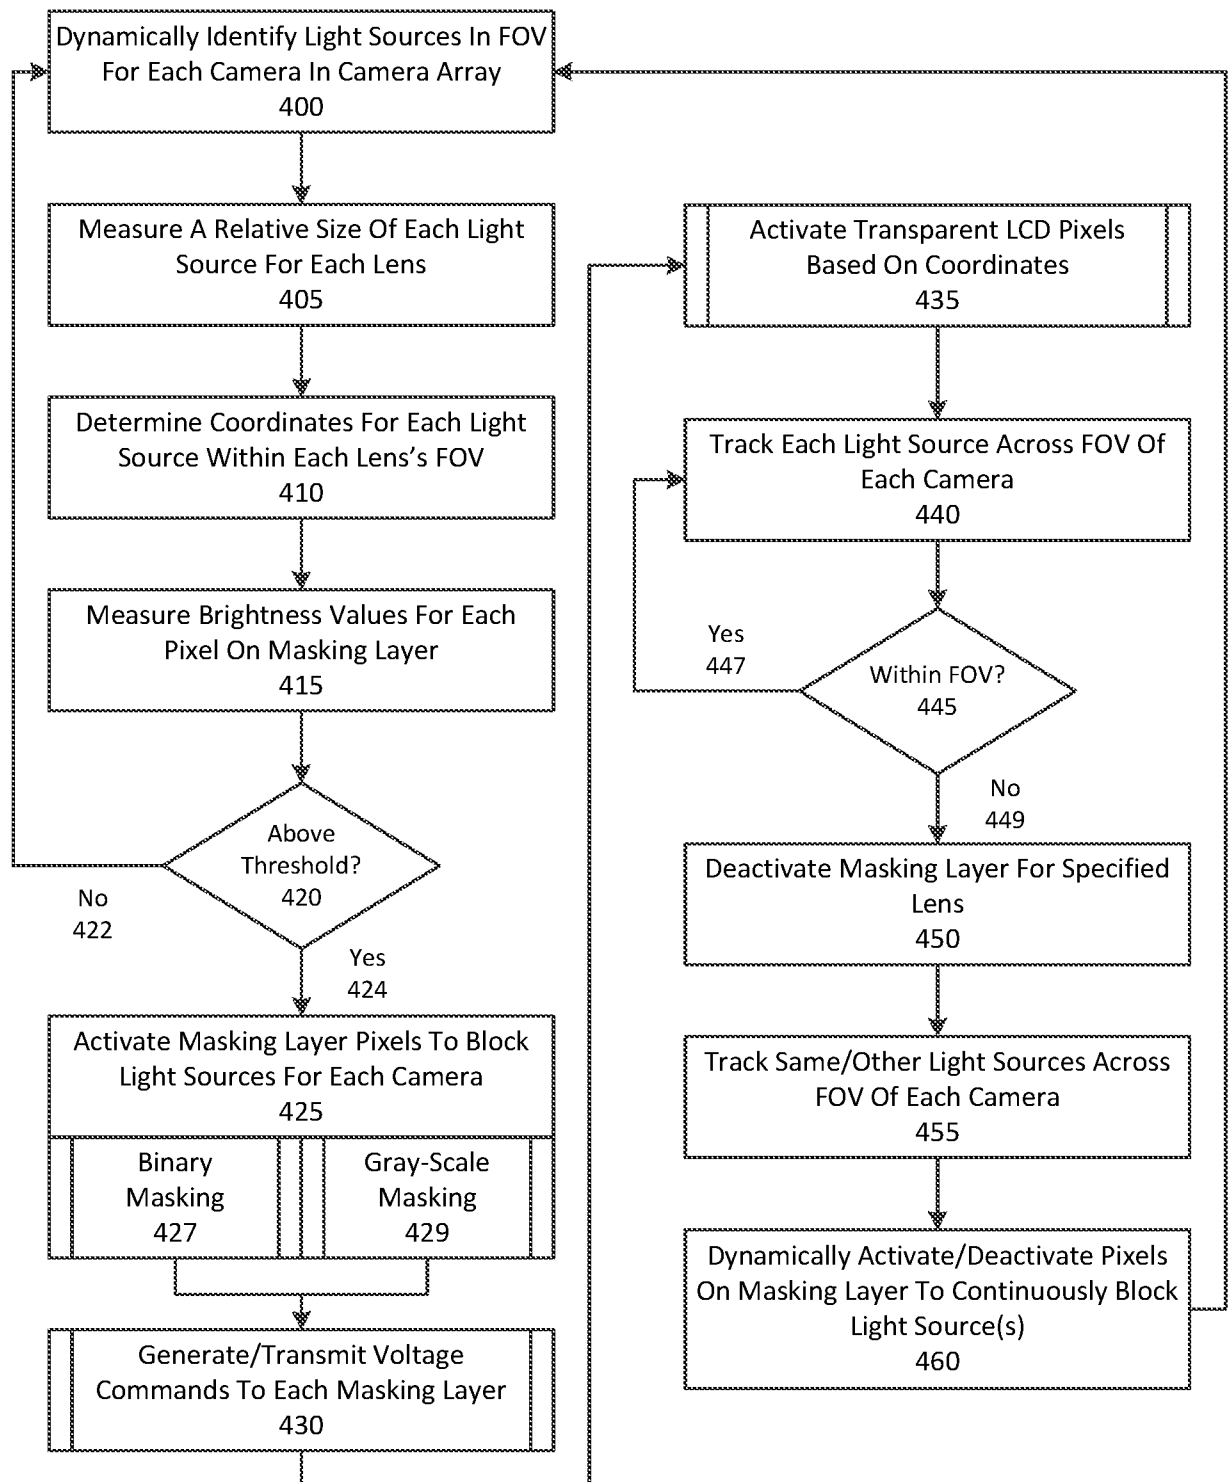 Dynamically Identify Light Sources In FOV
For Each Camera In Camera Array
400
Measure A Relative Size Of Each Light
Source For Each Lens
405
Determine Coordinates For Each Light
Source Within Each Lens's FOV
410
Measure Brightness Values For Each
Pixel On Masking Layer
415
Above
Threshold?
420
No
422
Yes
424
Activate Masking Layer Pixels To Block
Light Sources For Each Camera
425
Binary
Masking
427
Gray-Scale
Masking
429
Generate/Transmit Voltage
Commands To Each Masking Layer
430
Activate Transparent LCD Pixels
Based On Coordinates
435
Track Each Light Source Across FOV Of
Each Camera
440
Yes
447
Within FOV?
445
No
449
Deactivate Masking Layer For Specified
Lens
450
Track Same/Other Light Sources Across
FOV Of Each Camera
455
Dynamically Activate/Deactivate Pixels
On Masking Layer To Continuously Block
Light Source(s)
460